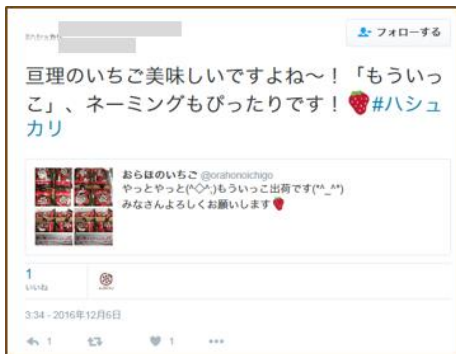 フォローする
亘理のいちご美味しいですよね〜！「もういっ
こ」、ネーミングもぴったりです！🍓#ハシュ
カリ
おらほのいちご @orahonoichigo
やっとやっと(^◇^;)もういっこ出荷です(*^_^*)
みなさんよろしくお願いします🍓
1
いいね
3:34 - 2016年12月6日
1 1